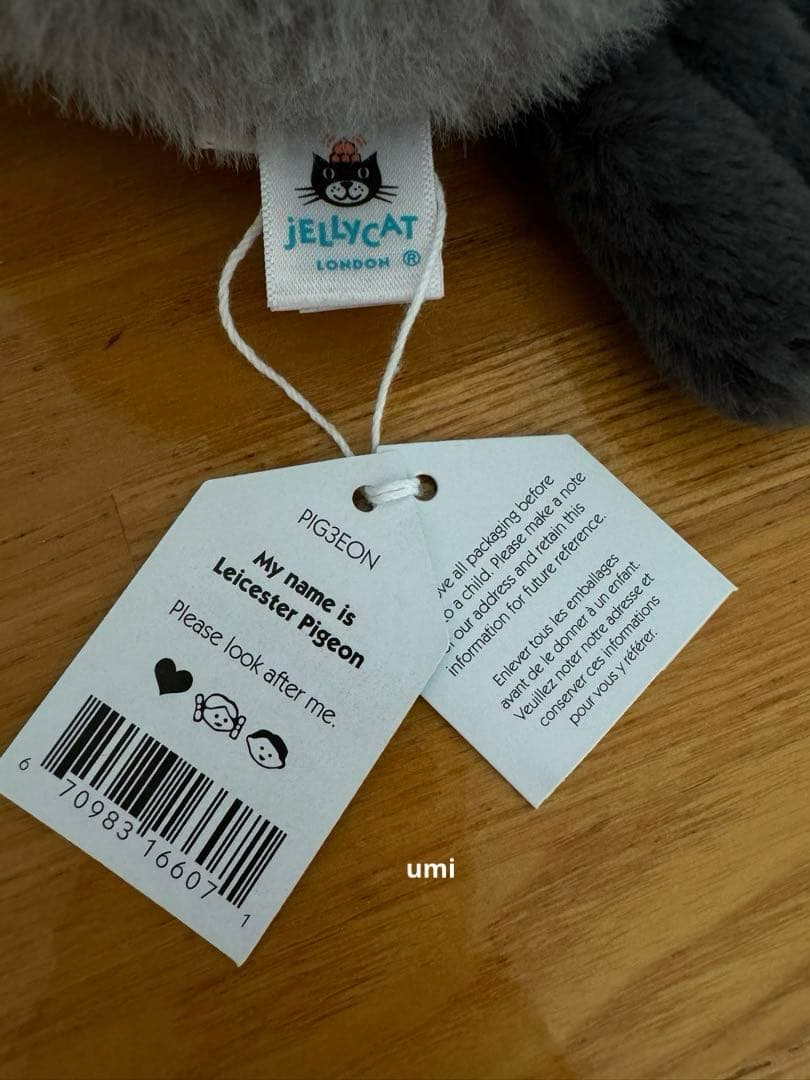 jELLYCAT
LONDON ®
PIG3EON
My name is
Leicester Pigeon
Please look after me.
6 70983 16607 1
all packaging before
a child. Please make a note
our address and retain this
information for future reference.
Enlever tous les emballages
avant de le donner à un enfant.
Veuillez noter notre adresse et
conserver ces informations
pour vous y référer.
umi